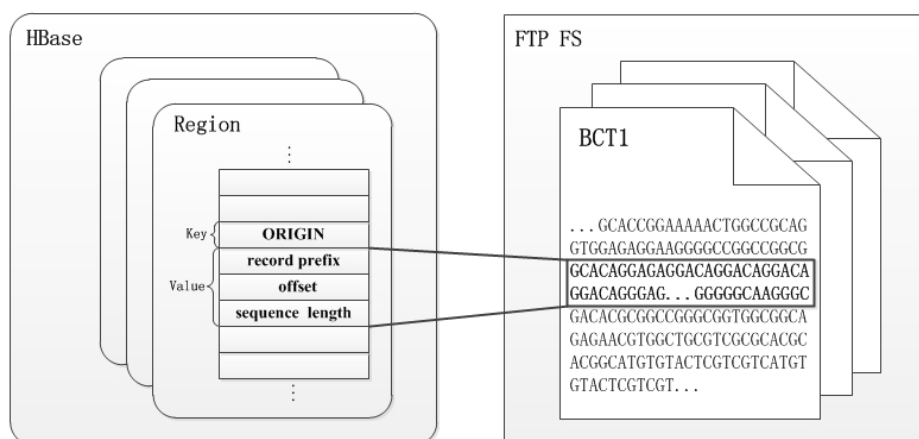 HBase
Region
⋮
Key
ORIGIN
Value
record prefix
offset
sequence length
⋮
FTP FS
BCT1
...GCACCGGAAAAACTGGCCGCAG
GTGGAGAGGAAGGGGCCGGCCGGCG
GCACAGGAGAGGACAGGACAGGACA
GGACAGGGAG...GGGGGCAAGGGC
GACACGCGGCCGGGCGGTGGCGGCA
GAGAACGTGGCTGCGTCGCGCACGC
ACGGCATGTGTACTCGTCGTCATGT
GTACTCGTCGT...